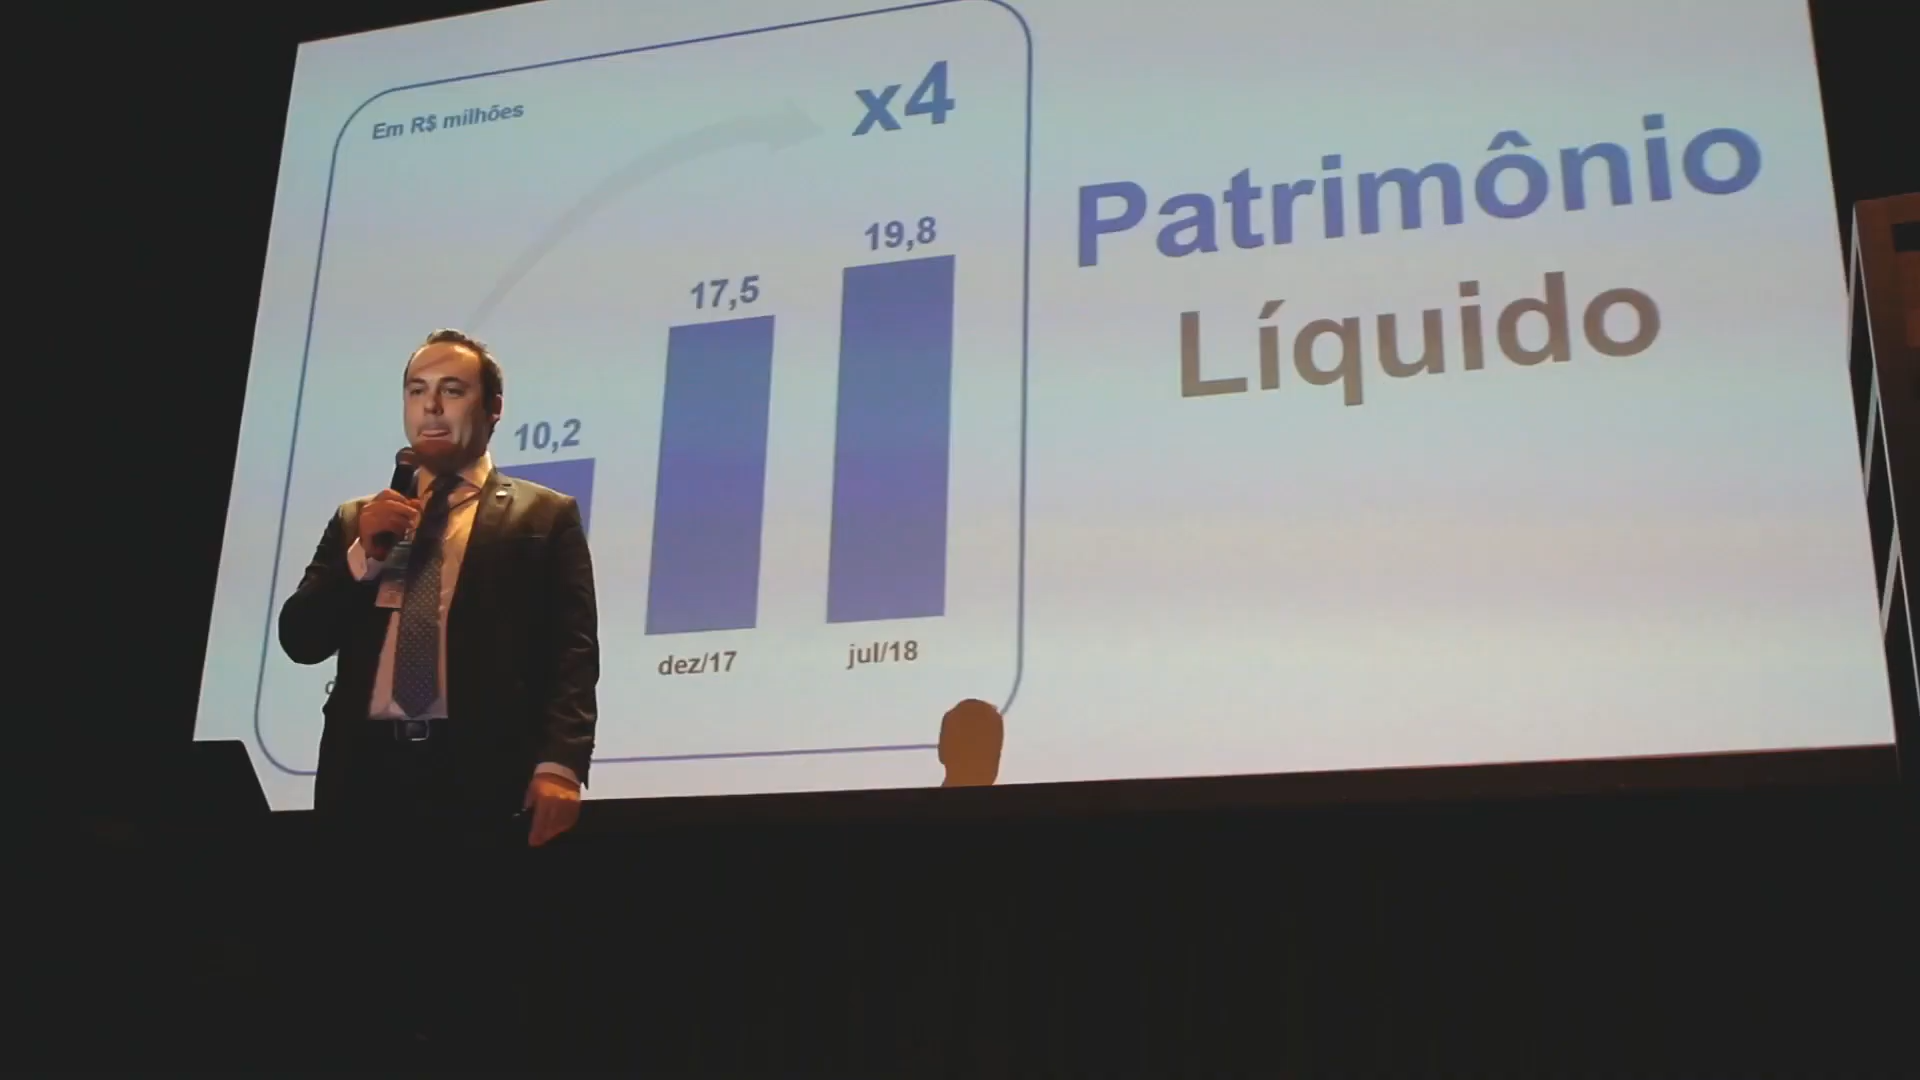 Em R$ milhões
x4
19,8
17,5
10,2
dez/17
jul/18
Patrimônio
Líquido